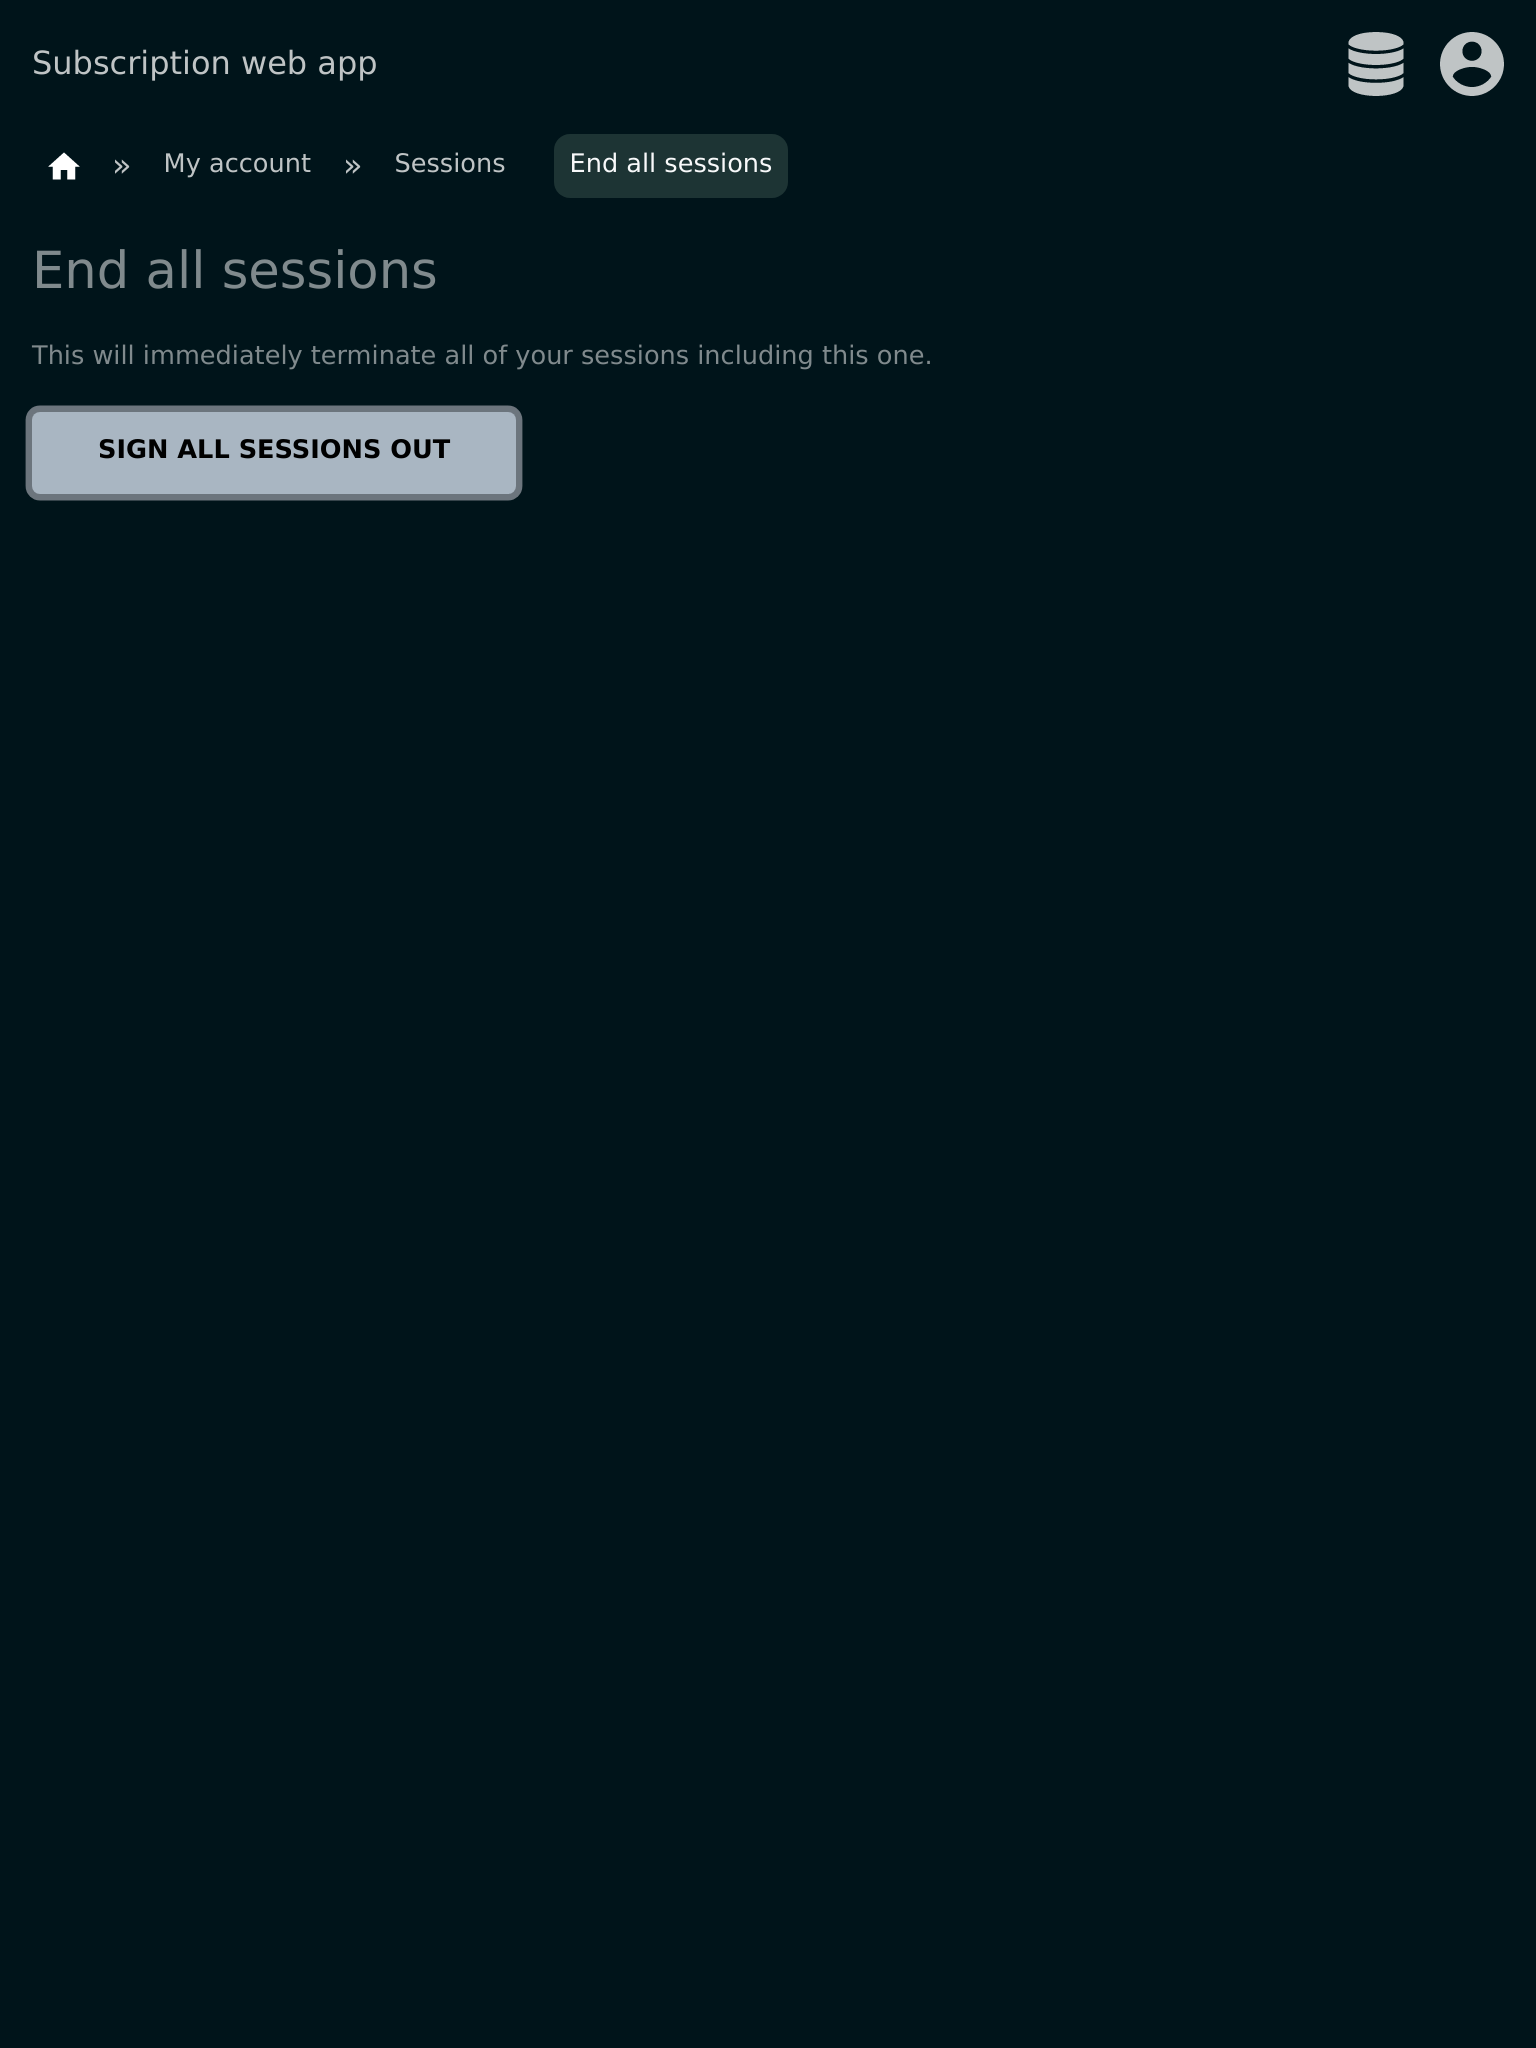 Subscription web app
» My account » Sessions End all sessions
End all sessions
This will immediately terminate all of your sessions including this one.
SIGN ALL SESSIONS OUT